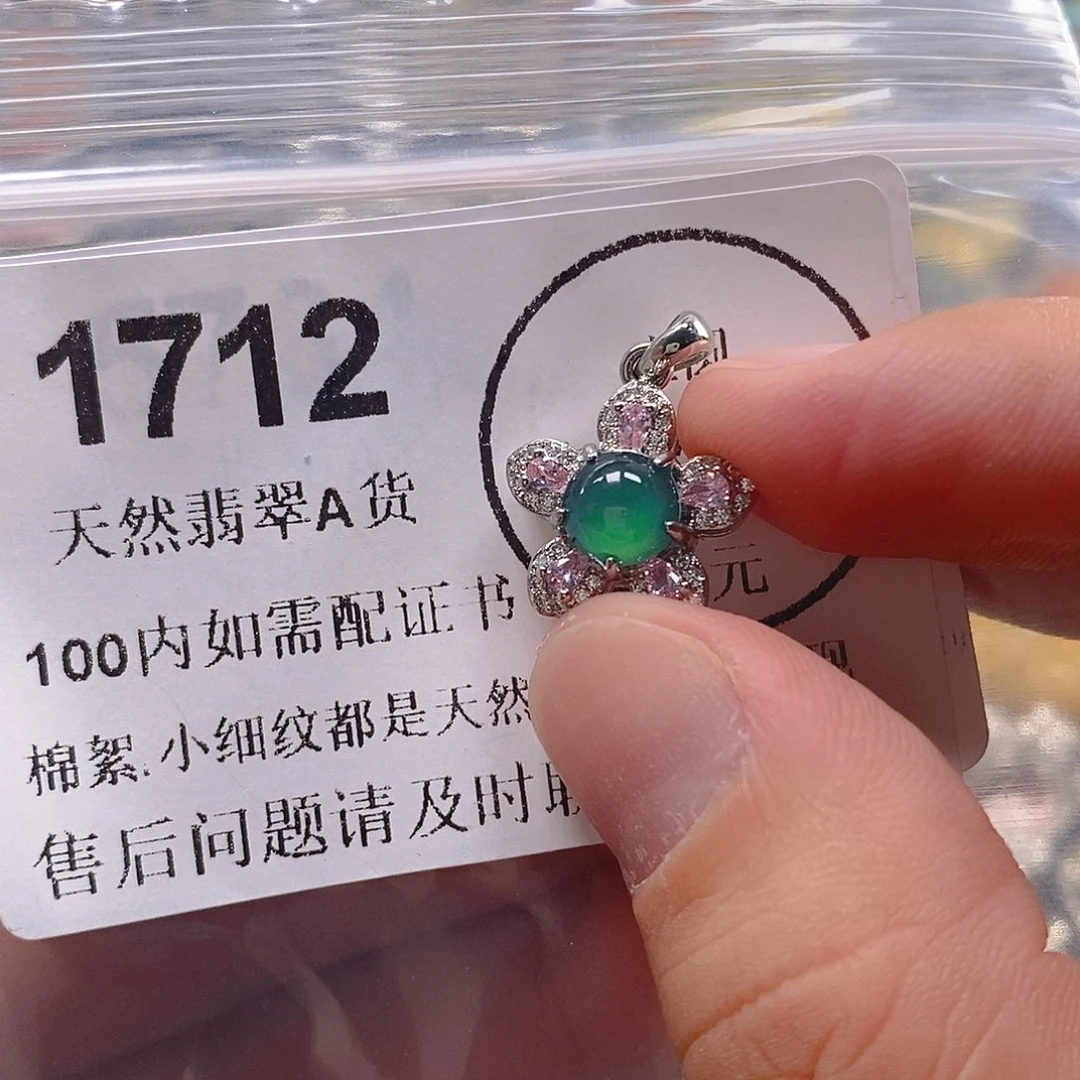 1712
天然翡翠A货
元
100内如需配证书
现
棉絮.小细纹都是天然
售后问题请及时